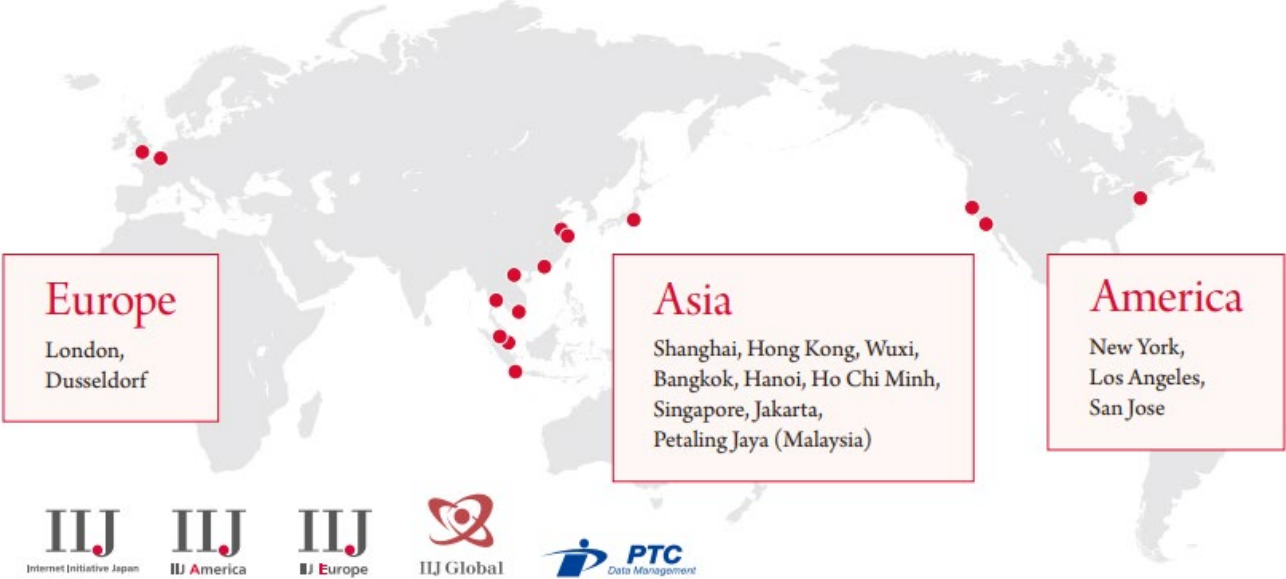 Europe
London,
Dusseldorf
Asia
Shanghai, Hong Kong, Wuxi,
Bangkok, Hanoi, Ho Chi Minh,
Singapore, Jakarta,
Petaling Jaya (Malaysia)
America
New York,
Los Angeles,
San Jose
IIJ
Internet Initiative Japan
IIJ
IIJ America
IIJ
IIJ Europe
IIJ Global
PTC
Data Management